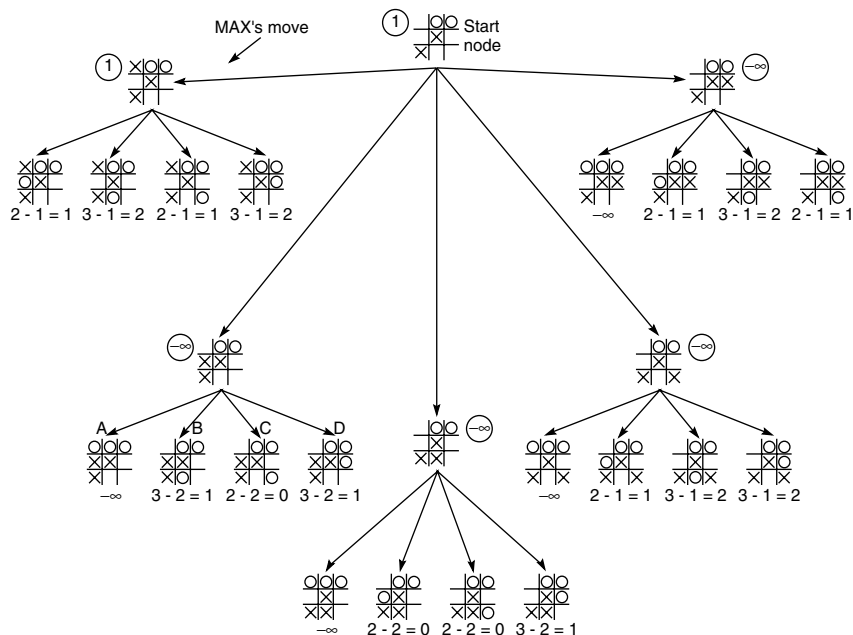 MAX's move
1
Start
node
1
−∞
2 - 1 = 1 3 - 1 = 2 2 - 1 = 1 3 - 1 = 2
−∞ 2 - 1 = 1 3 - 1 = 2 2 - 1 = 1
−∞
−∞
A B C D
−∞ 3 - 2 = 1 2 - 2 = 0 3 - 2 = 1
−∞
−∞ 2 - 1 = 1 3 - 1 = 2 3 - 1 = 2
−∞ 2 - 2 = 0 2 - 2 = 0 3 - 2 = 1